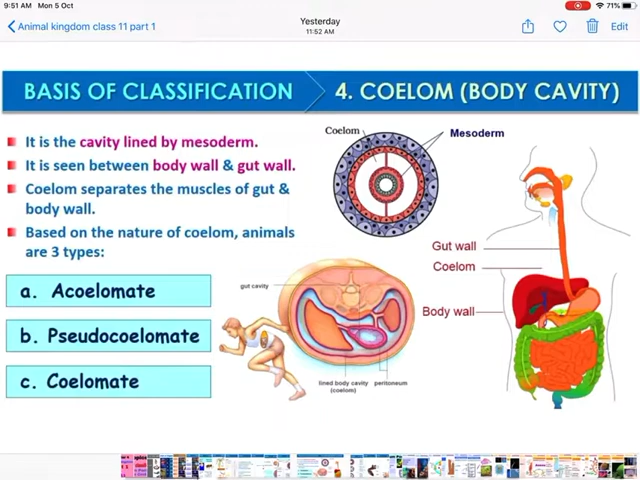 9:51 AM Mon 5 Oct
71%
Animal kingdom class 11 part 1
Yesterday
11:52 AM
Edit
BASIS OF CLASSIFICATION
4. COELOM (BODY CAVITY)
It is the cavity lined by mesoderm.
It is seen between body wall & gut wall.
Coelom separates the muscles of gut &
body wall.
Based on the nature of coelom, animals
are 3 types:
a. Acoelomate
b. Pseudocoelomate
c. Coelomate
Coelom
Mesoderm
gut cavity
lined body cavity
(coelom)
peritoneum
Gut wall
Coelom
Body wall